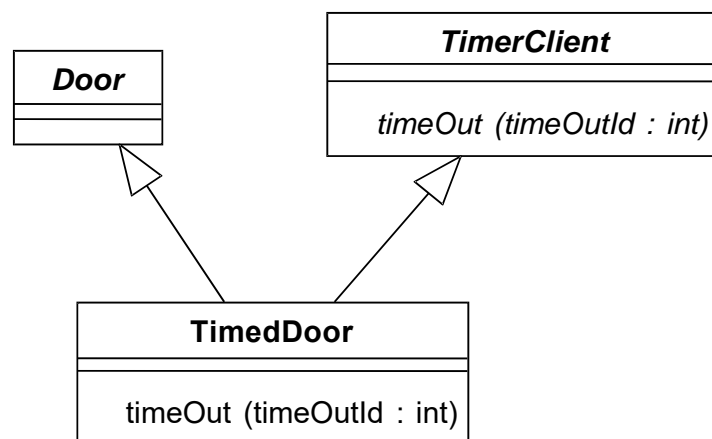 TimerClient
Door
timeOut (timeOutId : int)
TimedDoor
timeOut (timeOutId : int)